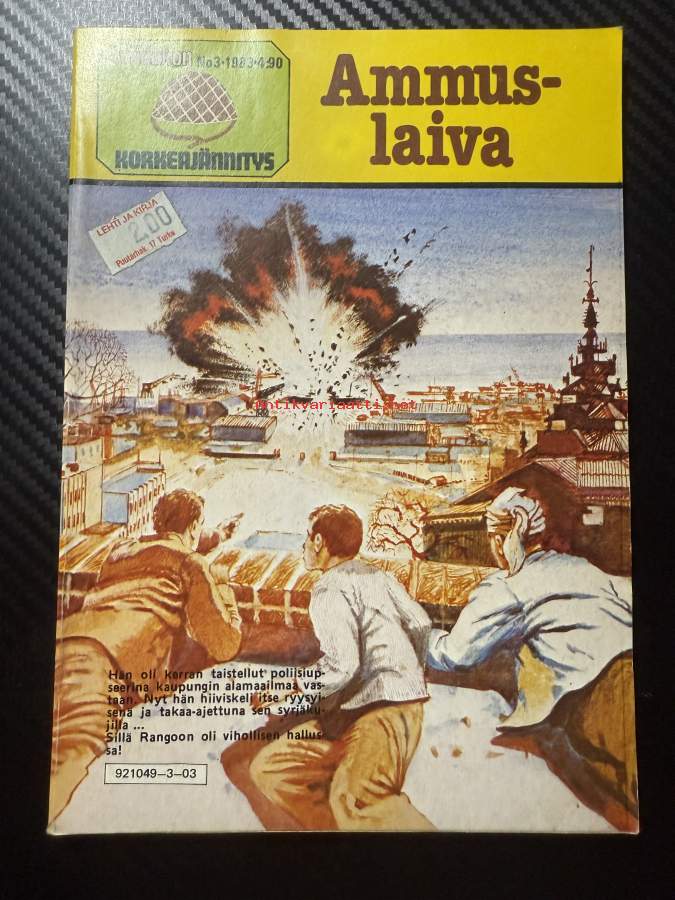 No 3·1983·4:90
KORKEAJÄNNITYS
Ammus-
laiva
LEHTI JA KIRJA
2.00
Puutarhak. 17 Turku
antikvariaatti.net
Hän oli kerran taistellut poliisiup-
seerina kaupungin alamaailmaa vas-
taan. Nyt hän hiiviskeli itse ryysyi-
senä ja takaa-ajettuna sen syrjäku-
jilla ...
Sillä Rangoon oli vihollisen hallus-
sa!
921049-3-03